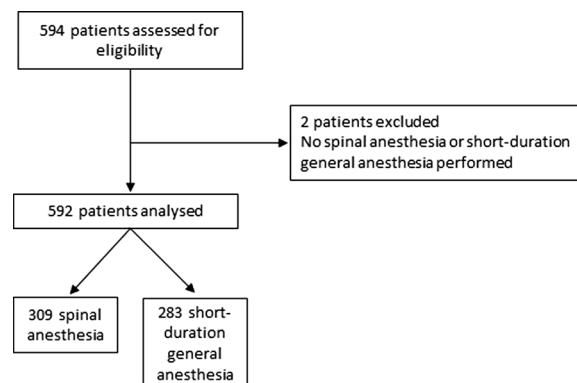 594 patients assessed for
eligibility
2 patients excluded
No spinal anesthesia or short-duration
general anesthesia performed
592 patients analysed
309 spinal
anesthesia
283 short-
duration
general
anesthesia